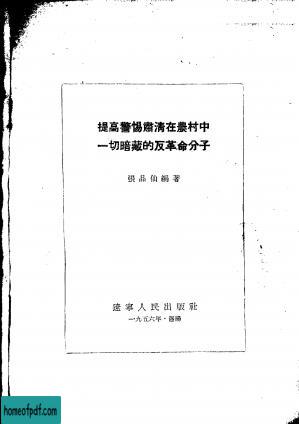 提高警惕肅淸在農村中
一切暗藏的反革命分子
張晶仙編著
遼寧人民出版社
一九五六年·瀋陽
homeofpdf.com